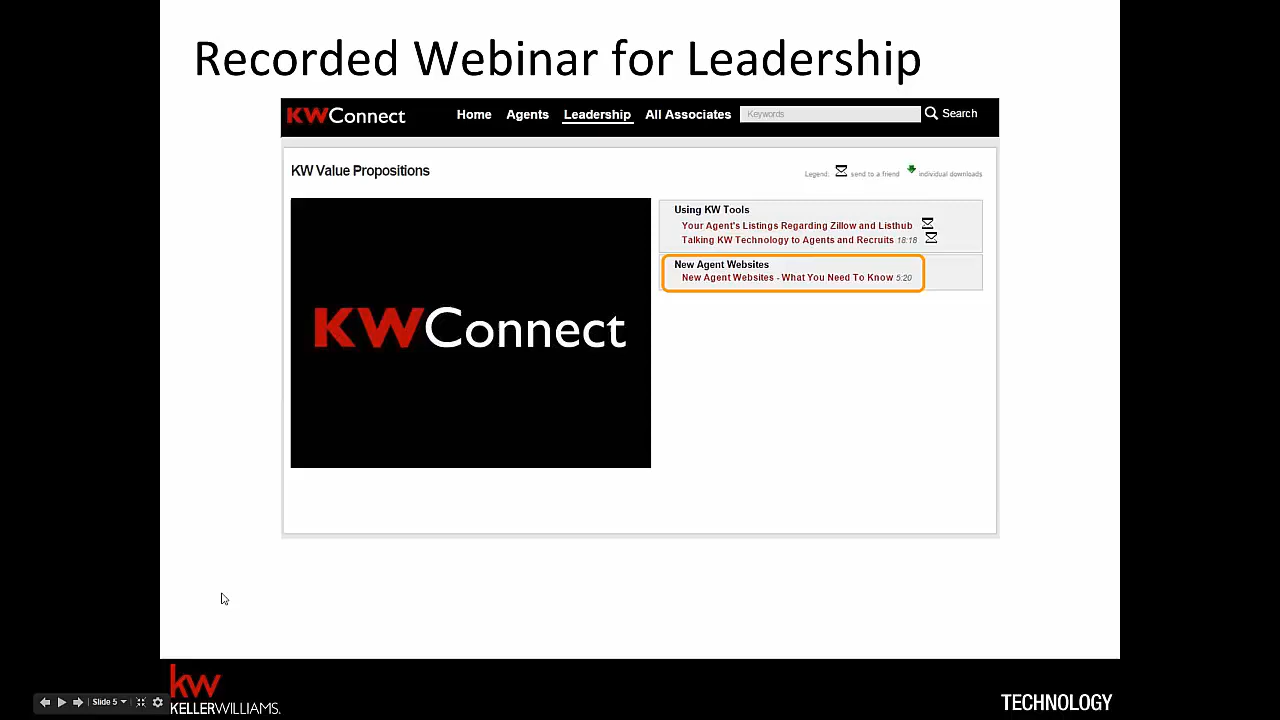 Recorded Webinar for Leadership
KWConnect
Home Agents Leadership All Associates Keywords Search
KW Value Propositions
Legend: send to a friend individual downloads
Using KW Tools
Your Agent's Listings Regarding Zillow and Listhub
Talking KW Technology to Agents and Recruits 18:18
New Agent Websites
New Agent Websites - What You Need To Know 5:20
KWConnect
kw
KELLERWILLIAMS.
Slide 5
TECHNOLOGY